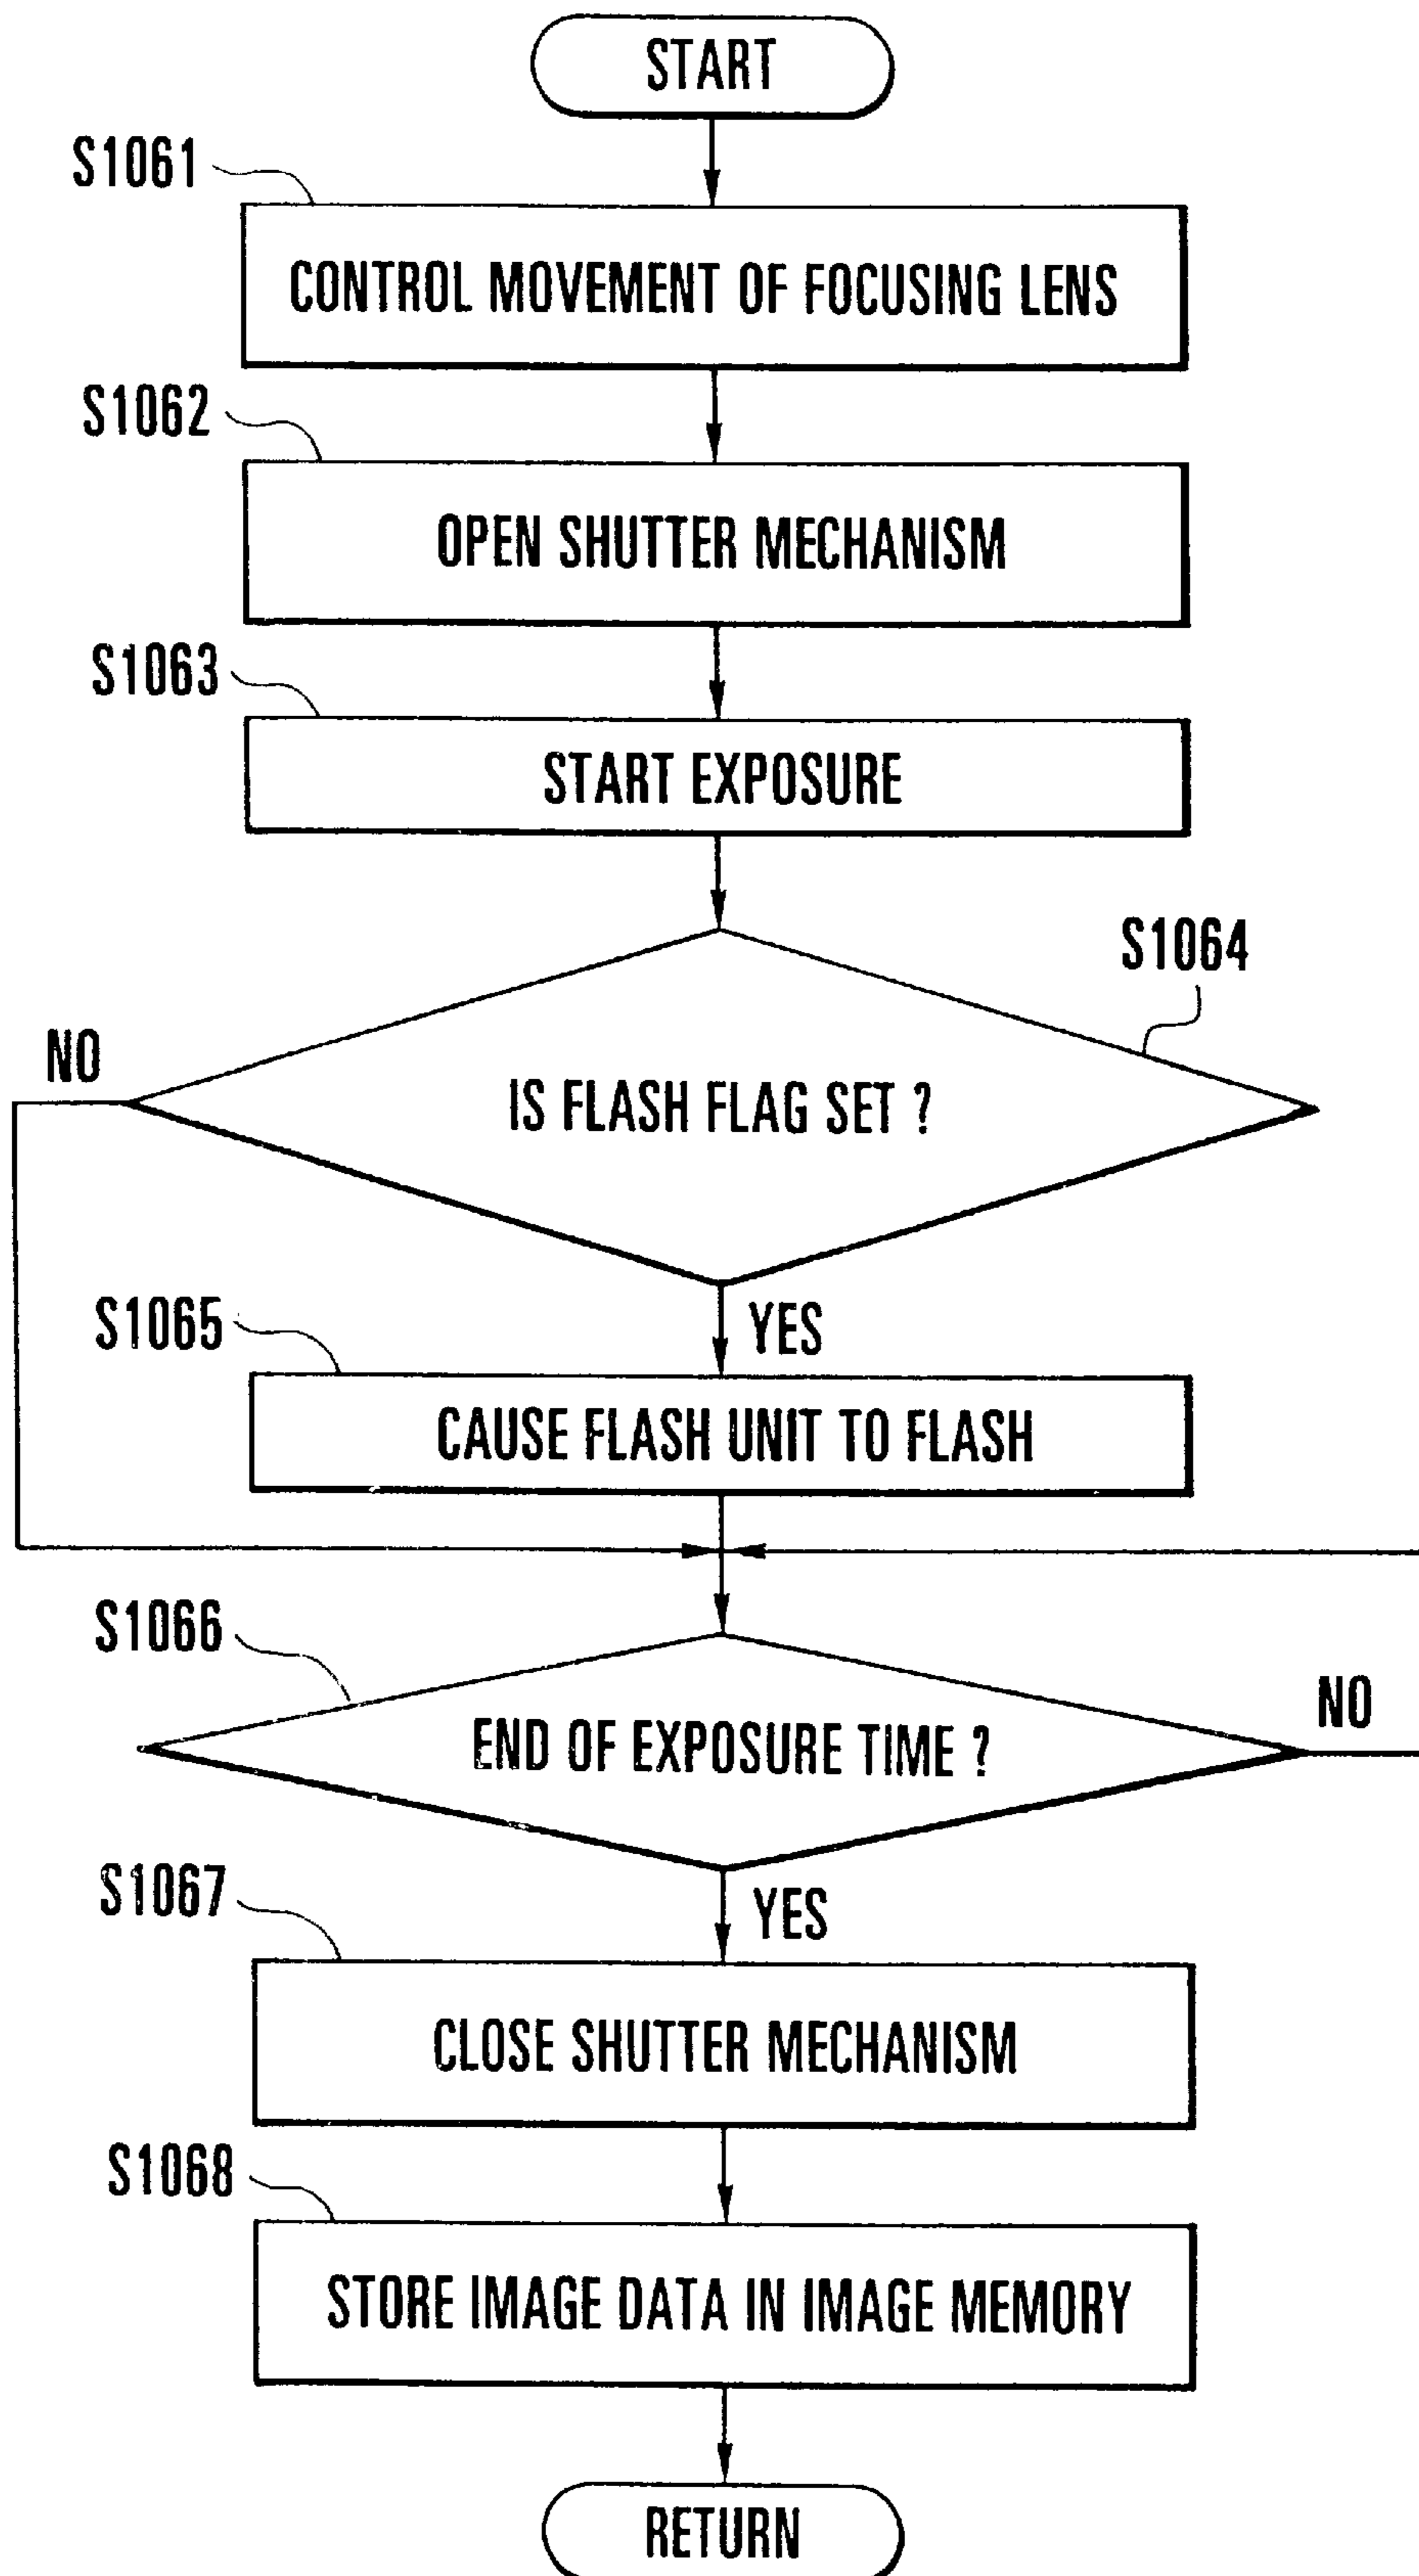 START
S1061
CONTROL MOVEMENT OF FOCUSING LENS
S1062
OPEN SHUTTER MECHANISM
S1063
START EXPOSURE
S1064
NO
IS FLASH FLAG SET ?
YES
S1065
CAUSE FLASH UNIT TO FLASH
S1066
NO
END OF EXPOSURE TIME ?
S1067
YES
CLOSE SHUTTER MECHANISM
S1068
STORE IMAGE DATA IN IMAGE MEMORY
RETURN